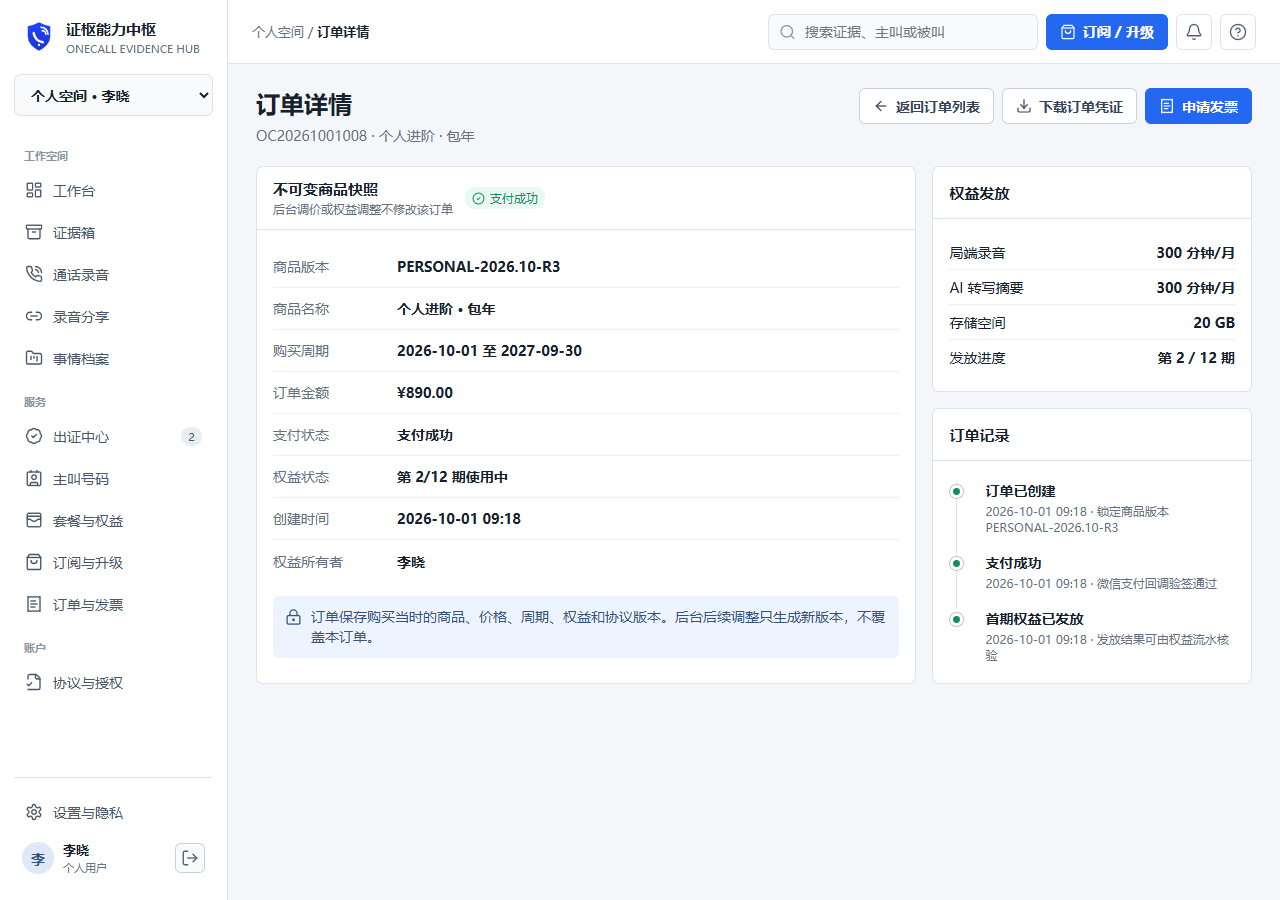 证枢能力中枢
ONECALL EVIDENCE HUB
个人空间 • 李晓
工作空间
工作台
证据箱
通话录音
录音分享
事情档案
服务
出证中心
2
主叫号码
套餐与权益
订阅与升级
订单与发票
账户
协议与授权
设置与隐私
李
李晓
个人用户
个人空间 / 订单详情
搜索证据、主叫或被叫
订阅 / 升级
订单详情
OC20261001008 · 个人进阶 · 包年
返回订单列表
下载订单凭证
申请发票
不可变商品快照
后台调价或权益调整不修改该订单
支付成功
商品版本 PERSONAL-2026.10-R3
商品名称 个人进阶 • 包年
购买周期 2026-10-01 至 2027-09-30
订单金额 ¥890.00
支付状态 支付成功
权益状态 第 2/12 期使用中
创建时间 2026-10-01 09:18
权益所有者 李晓
订单保存购买当时的商品、价格、周期、权益和协议版本。后台后续调整只生成新版本，不覆
盖本订单。
权益发放
局端录音 300 分钟/月
AI 转写摘要 300 分钟/月
存储空间 20 GB
发放进度 第 2 / 12 期
订单记录
订单已创建
2026-10-01 09:18 · 锁定商品版本
PERSONAL-2026.10-R3
支付成功
2026-10-01 09:18 · 微信支付回调验签通过
首期权益已发放
2026-10-01 09:18 · 发放结果可由权益流水核
验